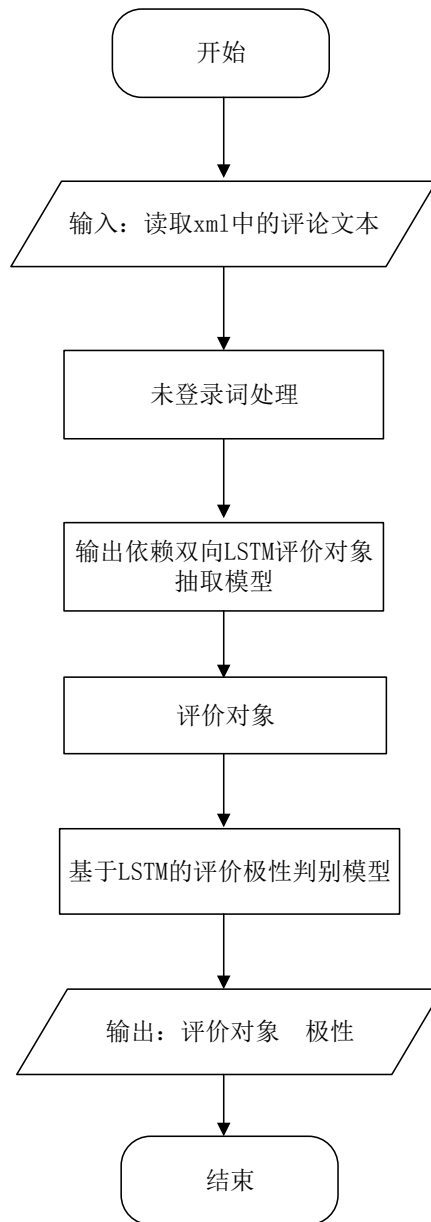 开始
输入：读取xml中的评论文本
未登录词处理
输出依赖双向LSTM评价对象
抽取模型
评价对象
基于LSTM的评价极性判别模型
输出：评价对象　极性
结束